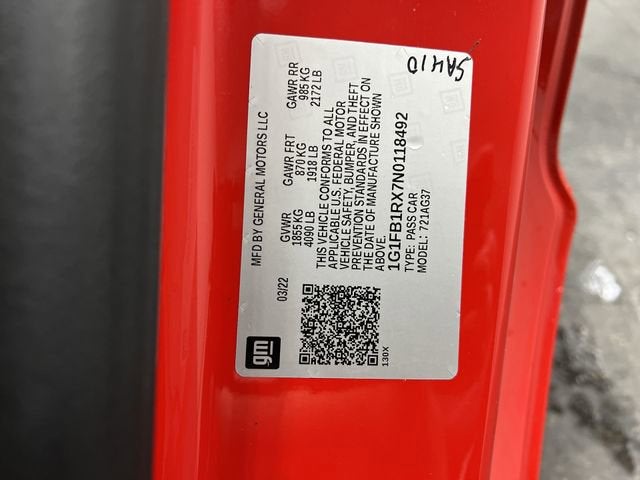 MFD BY GENERAL MOTORS LLC
03/22
GVWR GAWR FRT GAWR RR
1855 KG 870 KG 985 KG
4090 LB 1918 LB 2172 LB
THIS VEHICLE CONFORMS TO ALL
APPLICABLE U.S. FEDERAL MOTOR
VEHICLE SAFETY, BUMPER, AND THEFT
PREVENTION STANDARDS IN EFFECT ON
THE DATE OF MANUFACTURE SHOWN
ABOVE.
1G1FB1RX7N0118492
TYPE: PASS CAR
MODEL: 721AG37
gm
130X
SA410